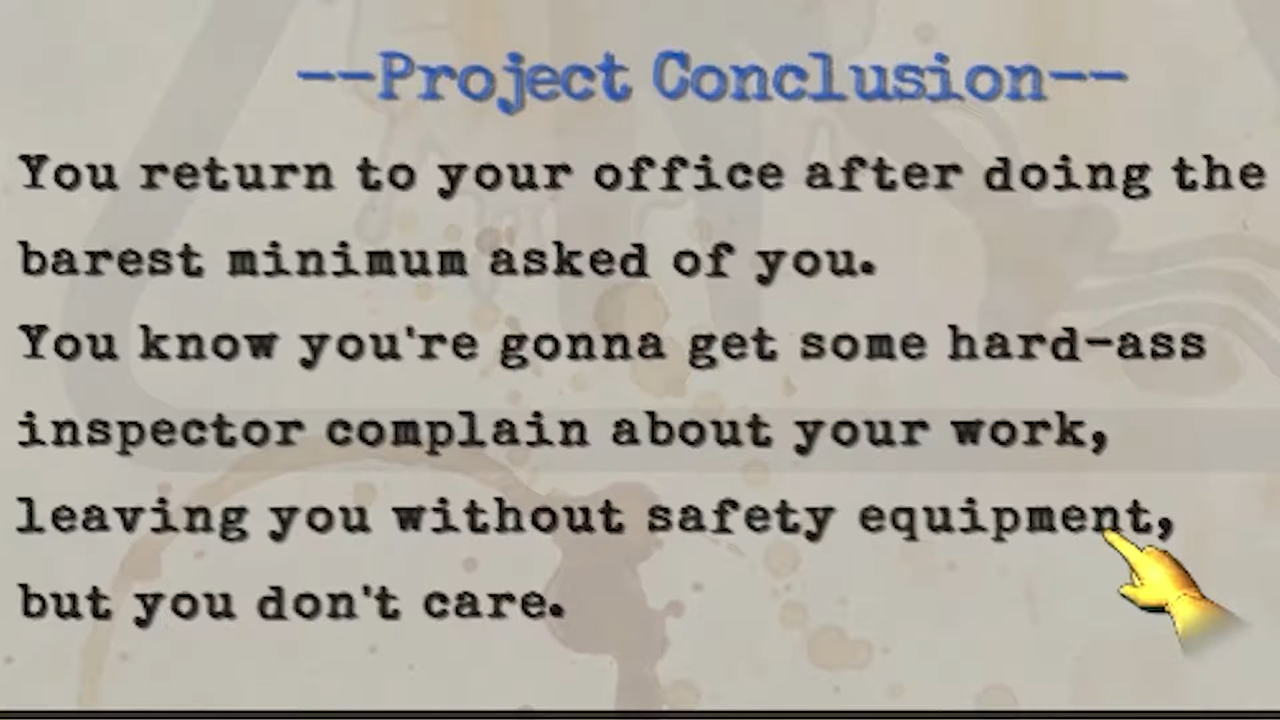 --Project Conclusion--
You return to your office after doing the
barest minimum asked of you.
You know you're gonna get some hard-ass
inspector complain about your work,
leaving you without safety equipment,
but you don't care.